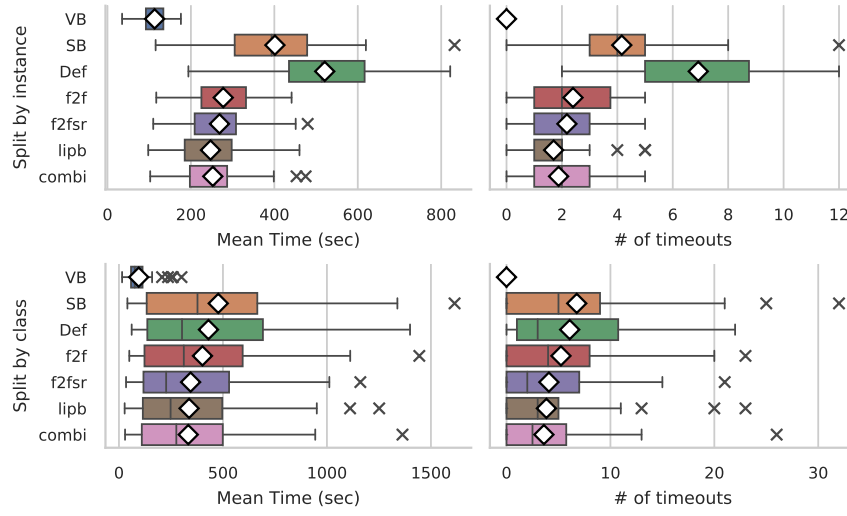 Split by instance
VB
SB
Def
f2f
f2fsr
lipb
combi
0 200 400 600 800
Mean Time (sec)
0 2 4 6 8 10 12
# of timeouts
Split by class
VB
SB
Def
f2f
f2fsr
lipb
combi
0 500 1000 1500
Mean Time (sec)
0 10 20 30
# of timeouts